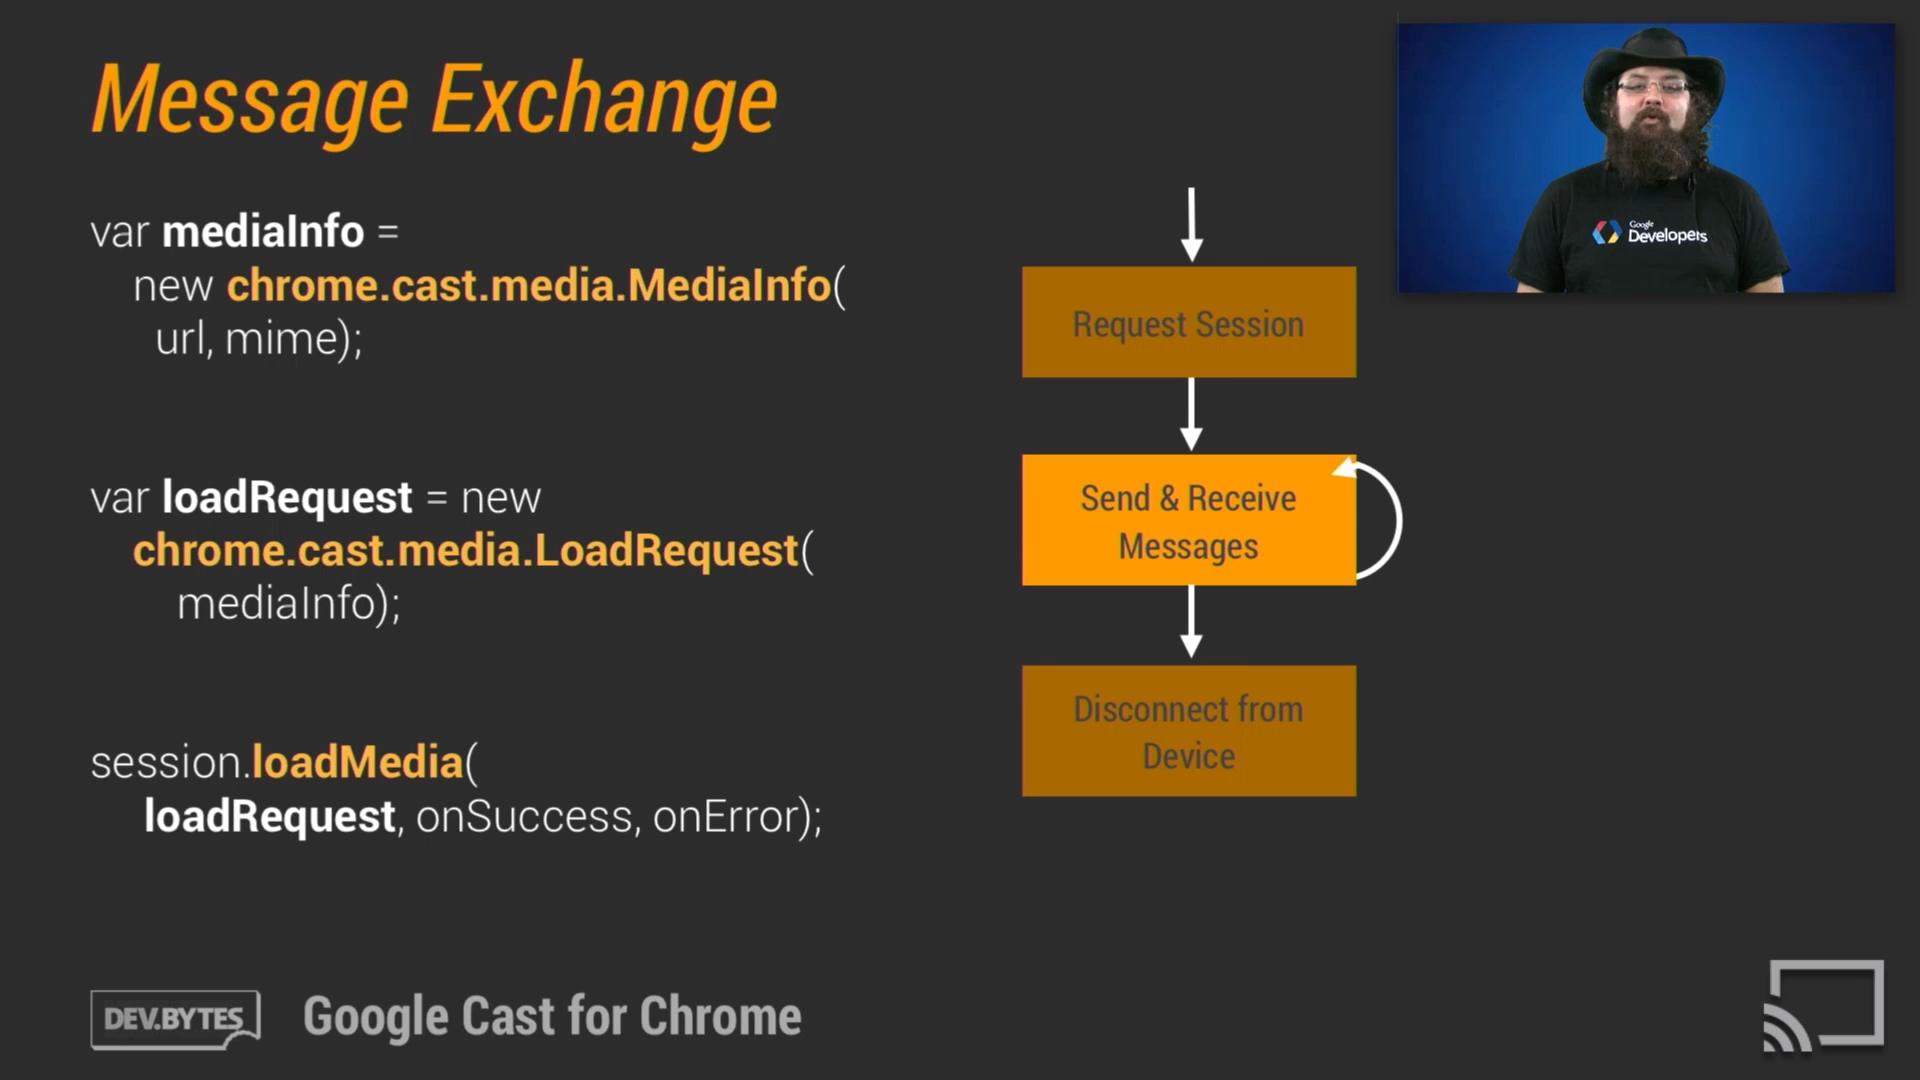 Message Exchange
var mediaInfo =
new chrome.cast.media.MediaInfo(
url, mime);
var loadRequest = new
chrome.cast.media.LoadRequest(
mediaInfo);
session.loadMedia(
loadRequest, onSuccess, onError);
Request Session
Send & Receive
Messages
Disconnect from
Device
Google
Developers
DEV.BYTES
Google Cast for Chrome